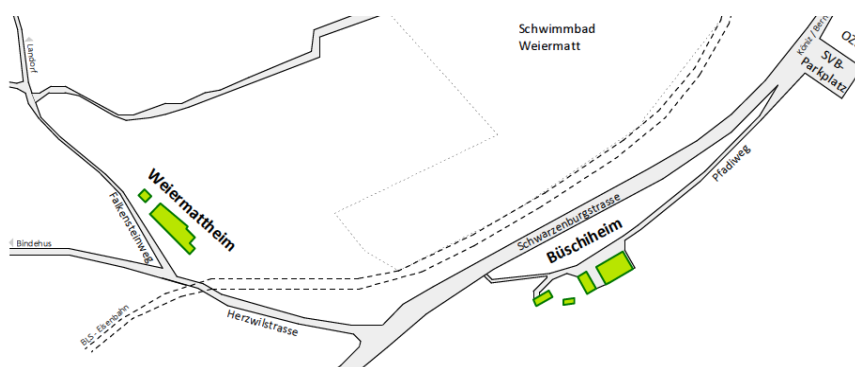 Schwimmbad
Weiermatt
Köniz / Bern
OZ
SVB-
Parkplatz
Landorf
Pfadiweg
Weiermattheim
Falkensteinweg
Schwarzenburgstrasse
Büschiheim
Bindehus
BLS - Eisenbahn
Herzwilstrasse